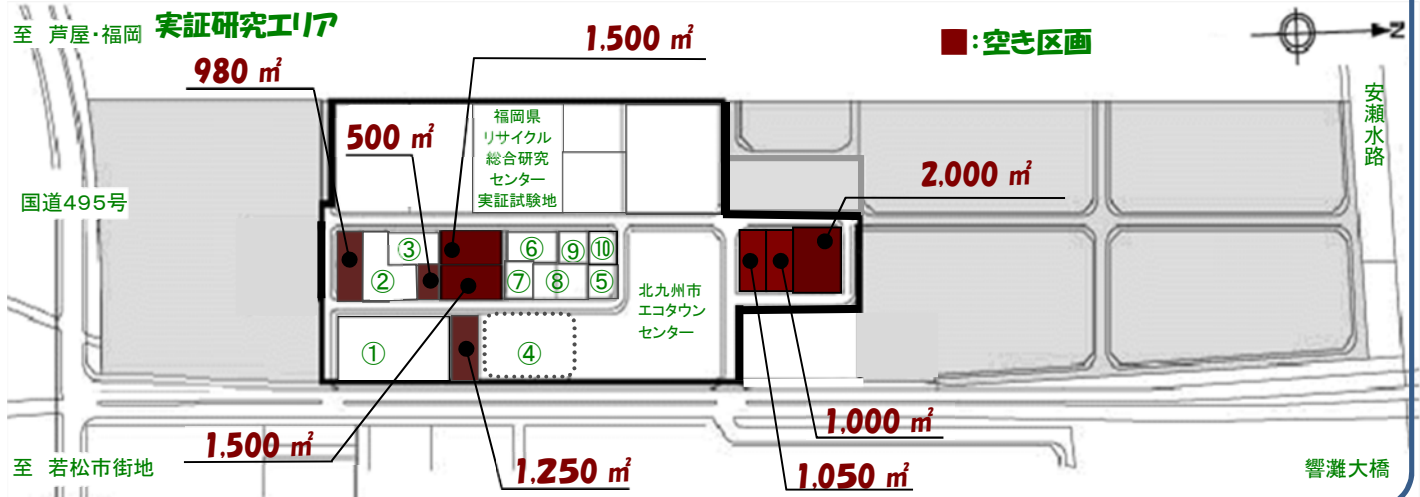 至 芦屋・福岡
実証研究エリア
1,500 ㎡
■:空き区画
N
980 ㎡
500 ㎡
福岡県
リサイクル
総合研究
センター
実証試験地
安瀬水路
2,000 ㎡
国道495号
③
⑥
⑨
⑩
②
⑦
⑧
⑤
北九州市
エコタウン
センター
①
④
1,000 ㎡
1,500 ㎡
1,250 ㎡
1,050 ㎡
至 若松市街地
響灘大橋